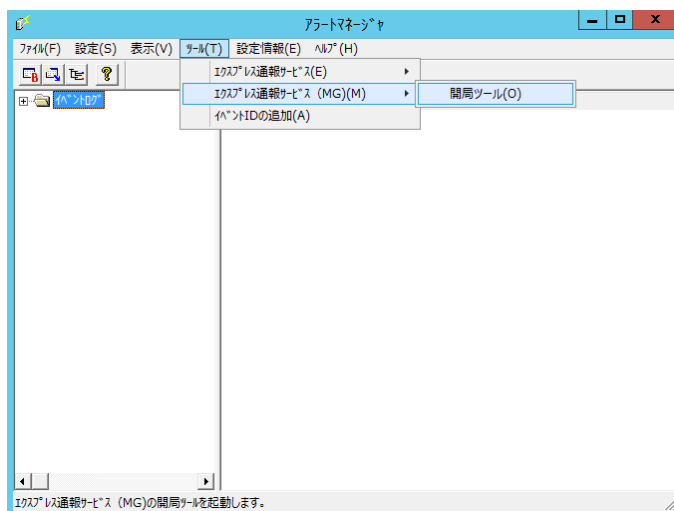 アラートマネージャ
ﾌｧｲﾙ(F) 設定(S) 表示(V) ﾂｰﾙ(T) 設定情報(E) ﾍﾙﾌﾟ(H)
ｴｸｽﾌﾟﾚｽ通報ｻｰﾋﾞｽ(E)
ｴｸｽﾌﾟﾚｽ通報ｻｰﾋﾞｽ（MG)(M) 開局ツール(O)
ｲﾍﾞﾝﾄﾛｸﾞ
ｲﾍﾞﾝﾄIDの追加(A)
ｴｸｽﾌﾟﾚｽ通報ｻｰﾋﾞｽ（MG)の開局ﾂｰﾙを起動します。